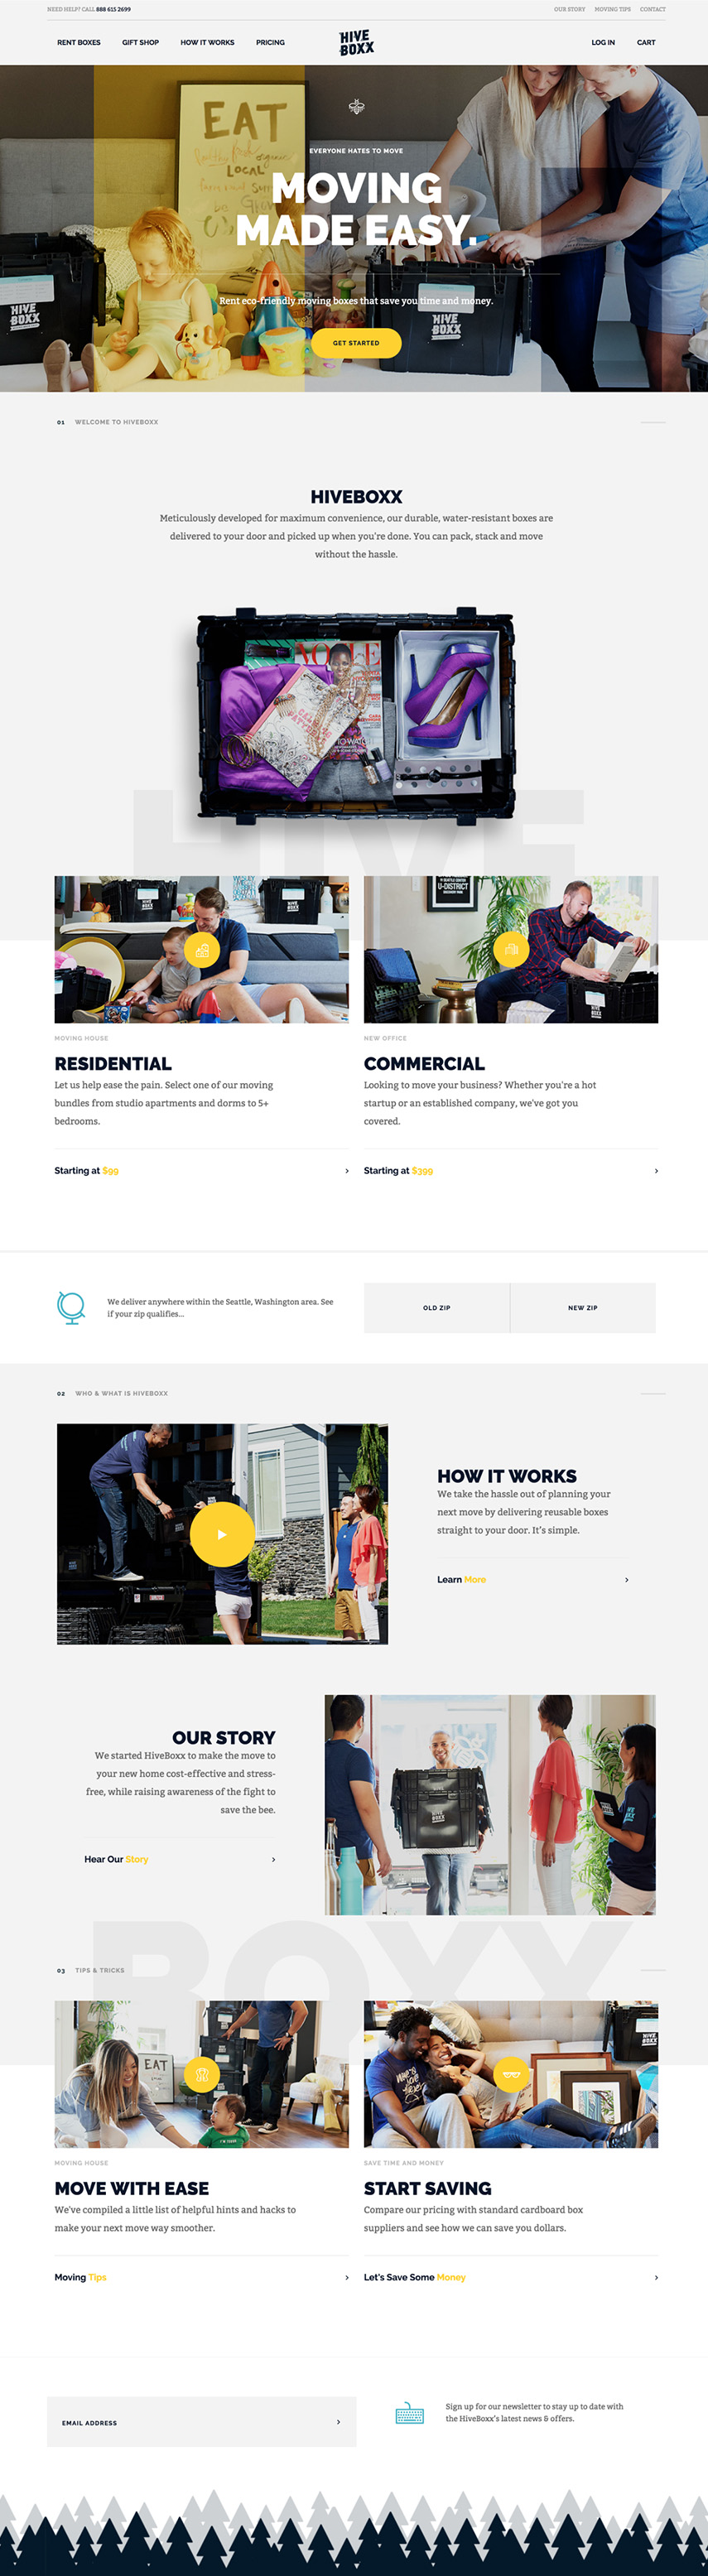 NEED HELP? CALL 888 615 2699
OUR STORY MOVING TIPS CONTACT
RENT BOXES GIFT SHOP HOW IT WORKS PRICING
HIVE
BOXX
LOG IN CART
EAT
LOCAL
EVERYONE HATES TO MOVE
MOVING
MADE EASY.
HIVE
BOXX
HIVE
BOXX
Rent eco-friendly moving boxes that save you time and money.
GET STARTED
01 WELCOME TO HIVEBOXX
HIVEBOXX
Meticulously developed for maximum convenience, our durable, water-resistant boxes are
delivered to your door and picked up when you're done. You can pack, stack and move
without the hassle.
VOGUE
HIVE
U-DISTRICT
HIVE
BOXX
MOVING HOUSE
RESIDENTIAL
Let us help ease the pain. Select one of our moving
bundles from studio apartments and dorms to 5+
bedrooms.
Starting at $99
NEW OFFICE
COMMERCIAL
Looking to move your business? Whether you're a hot
startup or an established company, we've got you
covered.
Starting at $399
We deliver anywhere within the Seattle, Washington area. See
if your zip qualifies...
OLD ZIP NEW ZIP
02 WHO & WHAT IS HIVEBOXX
HOW IT WORKS
We take the hassle out of planning your
next move by delivering reusable boxes
straight to your door. It's simple.
Learn More
OUR STORY
We started HiveBoxx to make the move to
your new home cost-effective and stress-
free, while raising awareness of the fight to
save the bee.
Hear Our Story
HIVE
BOXX
BOXX
03 TIPS & TRICKS
EAT
HIVE
BOXX
MOVING HOUSE
MOVE WITH EASE
We've compiled a little list of helpful hints and hacks to
make your next move way smoother.
Moving Tips
SAVE TIME AND MONEY
START SAVING
Compare our pricing with standard cardboard box
suppliers and see how we can save you dollars.
Let's Save Some Money
EMAIL ADDRESS
Sign up for our newsletter to stay up to date with
the HiveBoxx's latest news & offers.